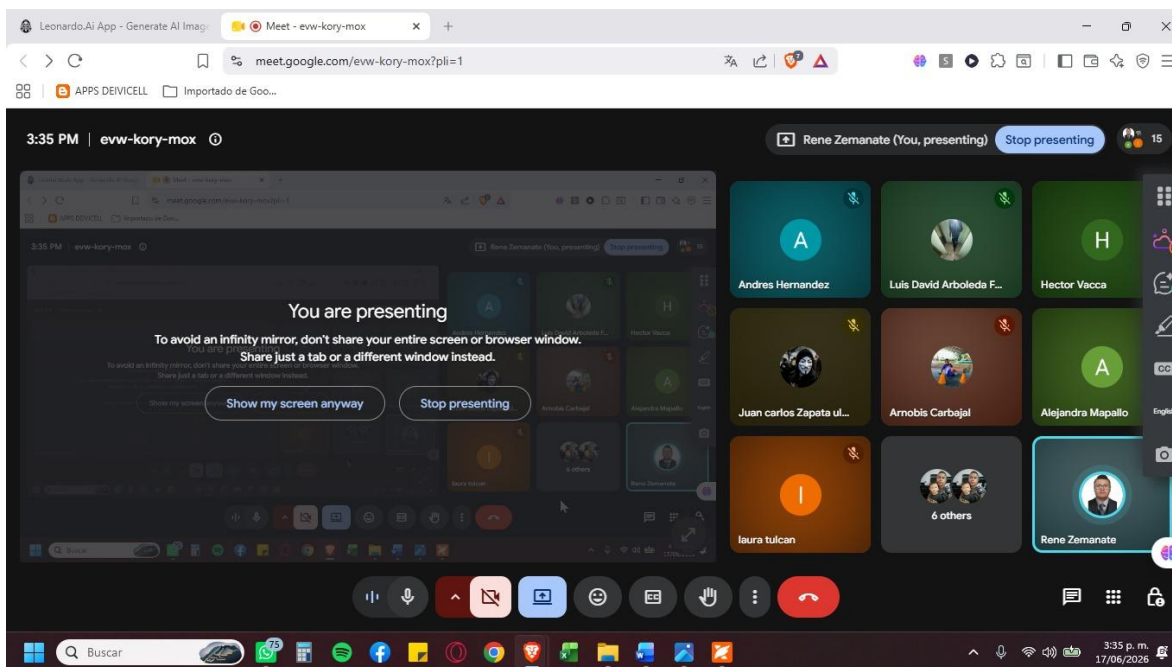 Leonardo.Ai App - Generate AI Imag
Meet - evw-kory-mox
meet.google.com/evw-kory-mox?pli=1
APPS DEIVICELL
Importado de Goo...
3:35 PM | evw-kory-mox
Rene Zemanate (You, presenting)
Stop presenting
15
You are presenting
To avoid an infinity mirror, don't share your entire screen or browser window.
Share just a tab or a different window instead.
Show my screen anyway
Stop presenting
Andres Hernandez
Luis David Arboleda F...
Hector Vacca
A
H
Juan carlos Zapata ul...
Arnobis Carbajal
Alejandra Mapallo
A
l
laura tulcan
6 others
Rene Zemanate
CC
English
Buscar
75
3:35 p. m.
17/06/2026